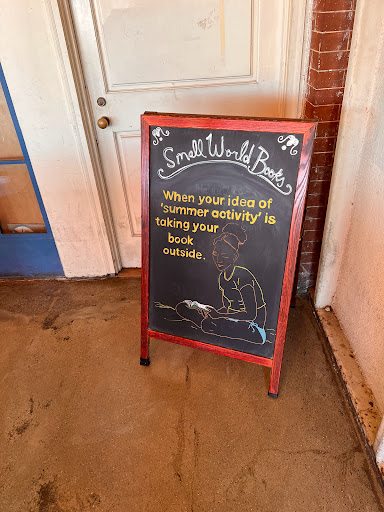 Small World Books
When your idea of
'summer activity' is
taking your
book
outside.